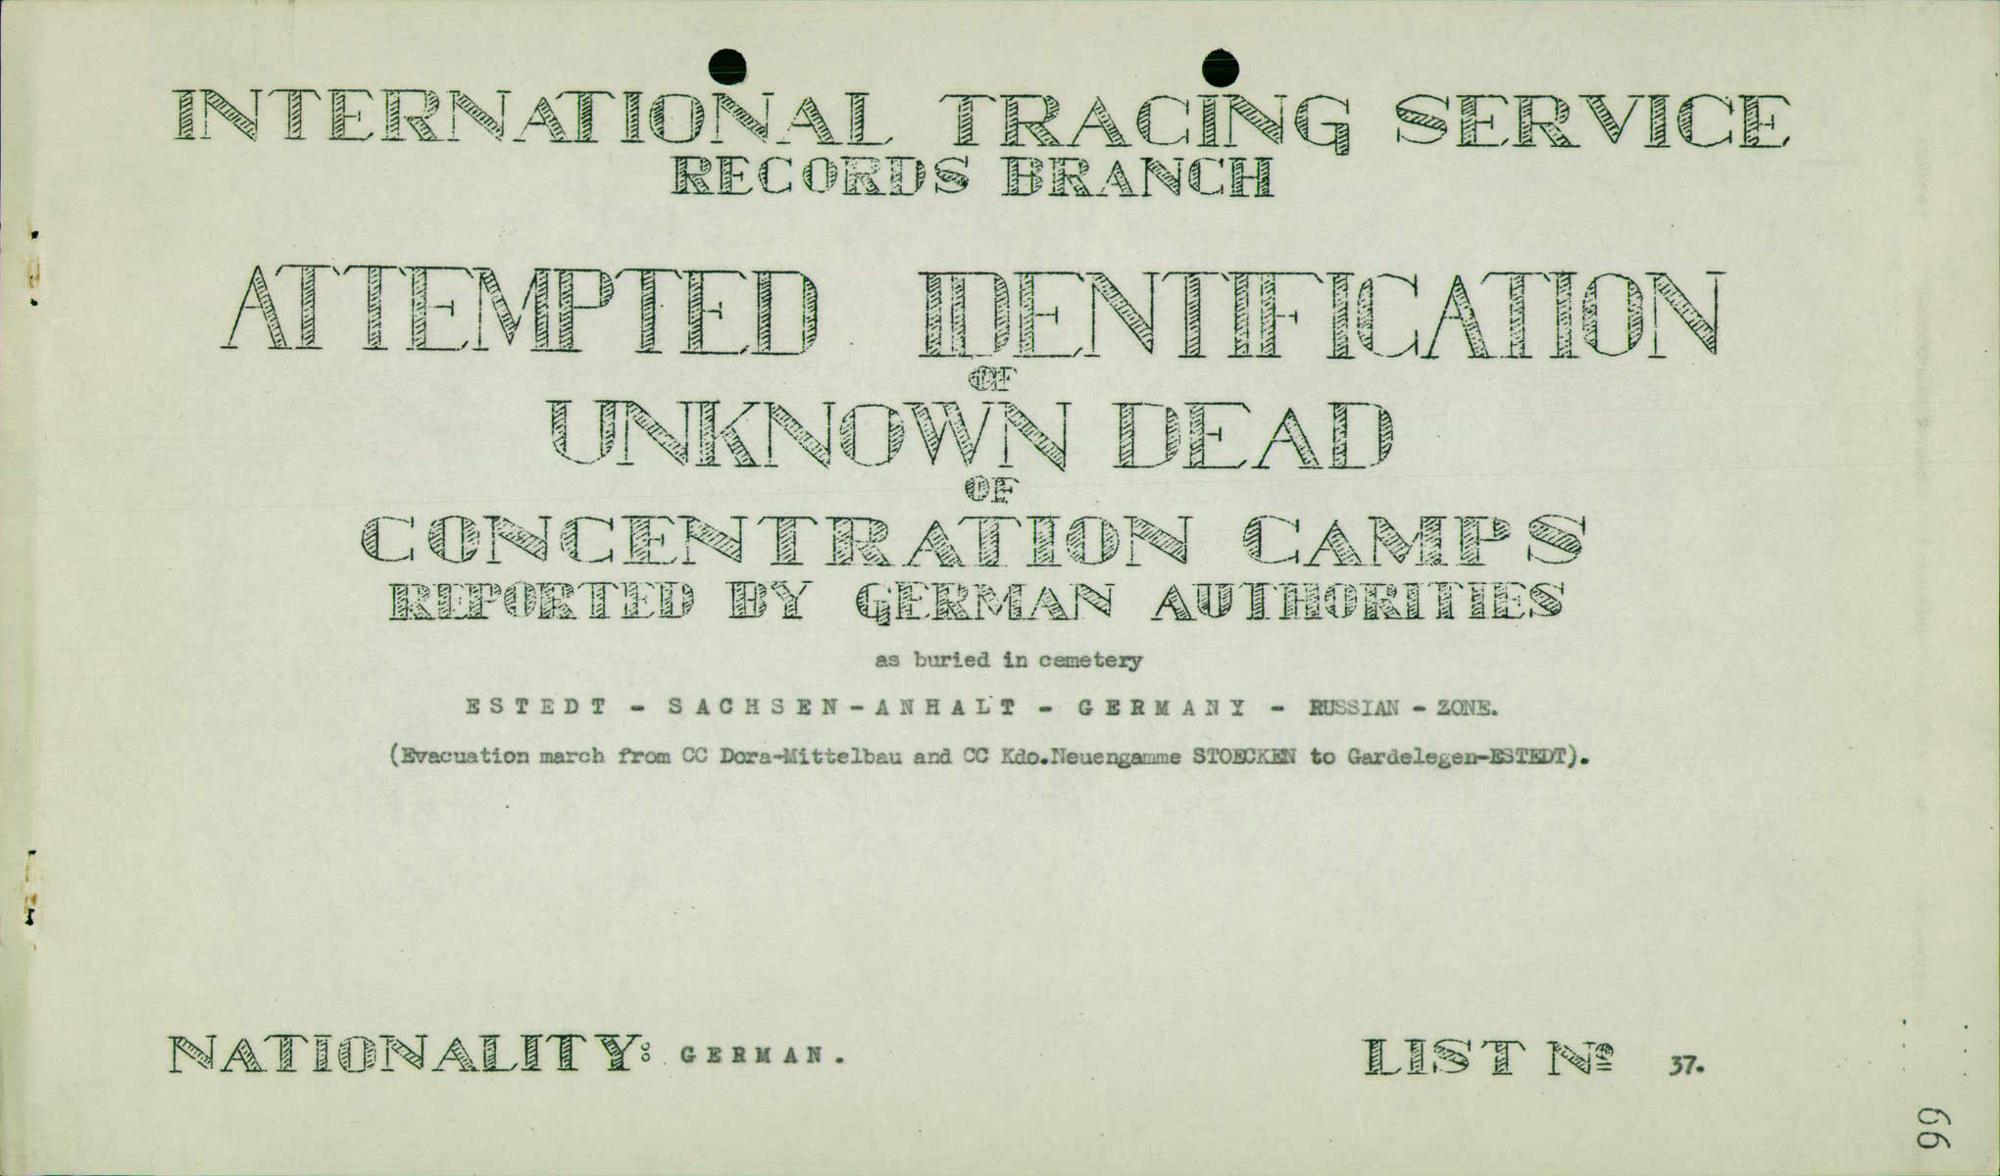 INTERNATIONAL TRACING SERVICE
RECORDS BRANCH
ATTEMPTED IDENTIFICATION
OF
UNKNOWN DEAD
OF
CONCENTRATION CAMPS
REPORTED BY GERMAN AUTHORITIES
as buried in cemetery
ESTEDT - SACHSEN-ANHALT - GERMANY - RUSSIAN - ZONE.
(Evacuation march from CC Dora-Mittelbau and CC Kdo.Neuengamme STOECKEN to Gardelegen-ESTEDT).
NATIONALITY: GERMAN.
LIST Nº 37.
99